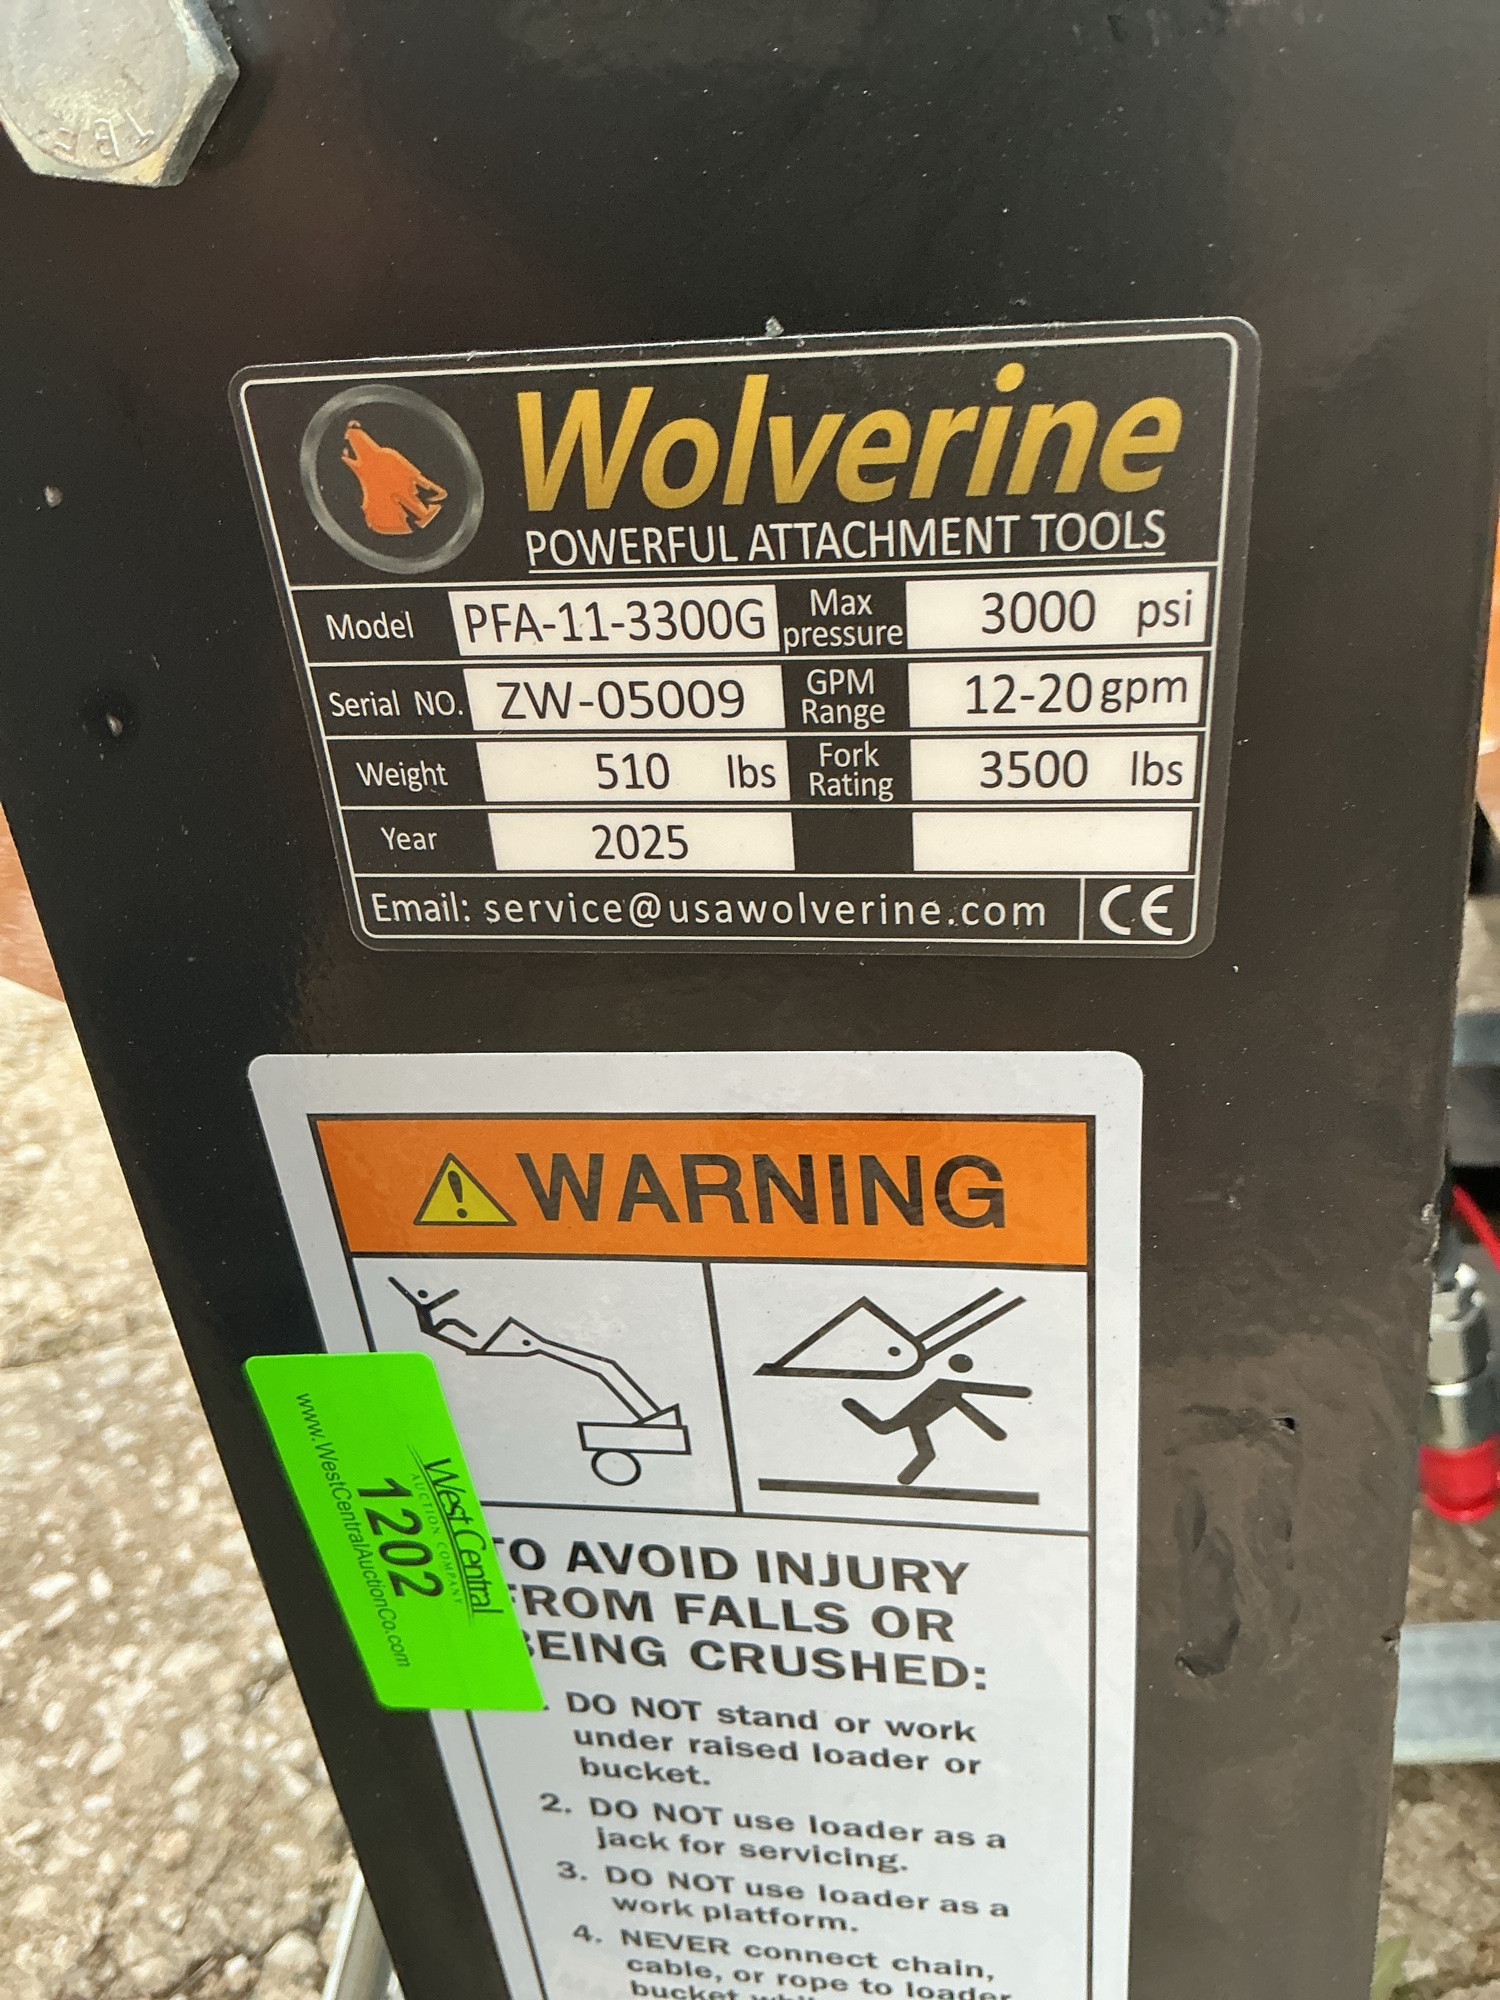 TBF
Wolverine
POWERFUL ATTACHMENT TOOLS
Model PFA-11-3300G Max pressure 3000 psi
Serial NO. ZW-05009 GPM Range 12-20 gpm
Weight 510 lbs Fork Rating 3500 lbs
Year 2025
Email: service@usawolverine.com CE
WARNING
West Central
AUCTION COMPANY
1202
www.WestCentralAuctionCo.com
TO AVOID INJURY
FROM FALLS OR
BEING CRUSHED:
DO NOT stand or work
under raised loader or
bucket.
2. DO NOT use loader as a
jack for servicing.
3. DO NOT use loader as a
work platform.
4. NEVER connect chain,
cable, or rope to loader
bucket